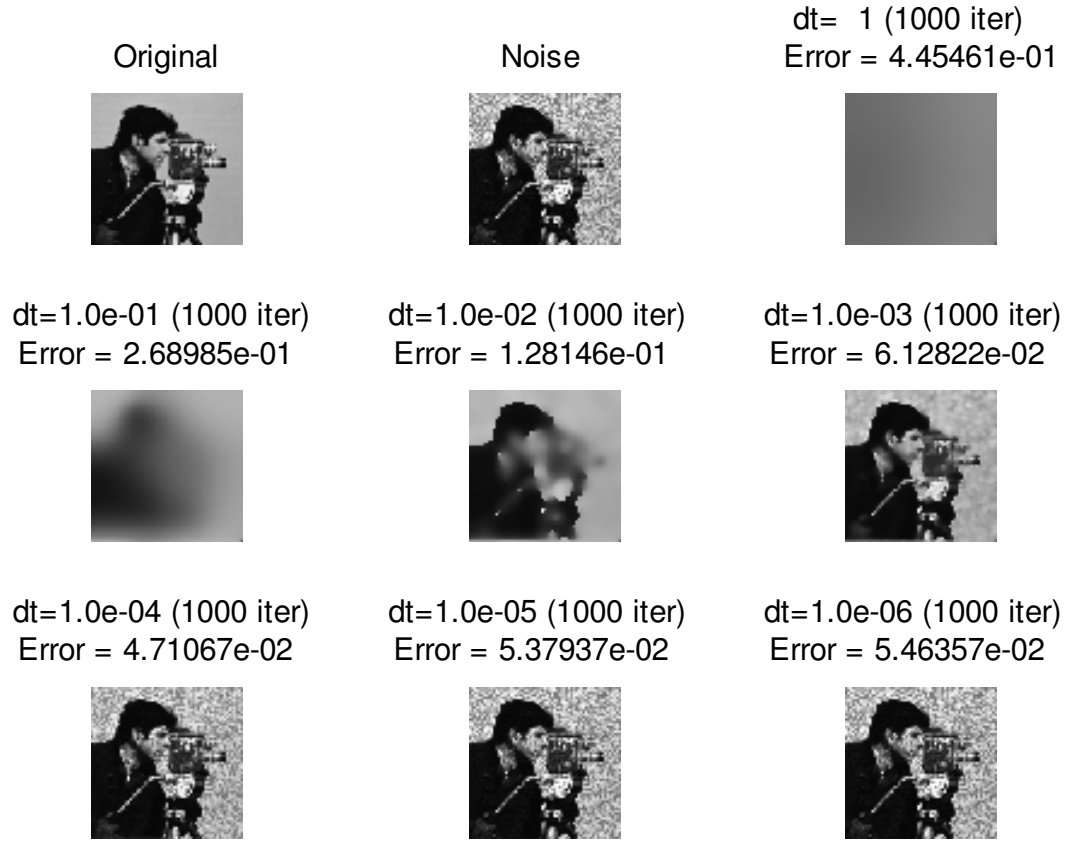 Original
Noise
dt=  1 (1000 iter)
Error = 4.45461e-01
dt=1.0e-01 (1000 iter)
Error = 2.68985e-01
dt=1.0e-02 (1000 iter)
Error = 1.28146e-01
dt=1.0e-03 (1000 iter)
Error = 6.12822e-02
dt=1.0e-04 (1000 iter)
Error = 4.71067e-02
dt=1.0e-05 (1000 iter)
Error = 5.37937e-02
dt=1.0e-06 (1000 iter)
Error = 5.46357e-02